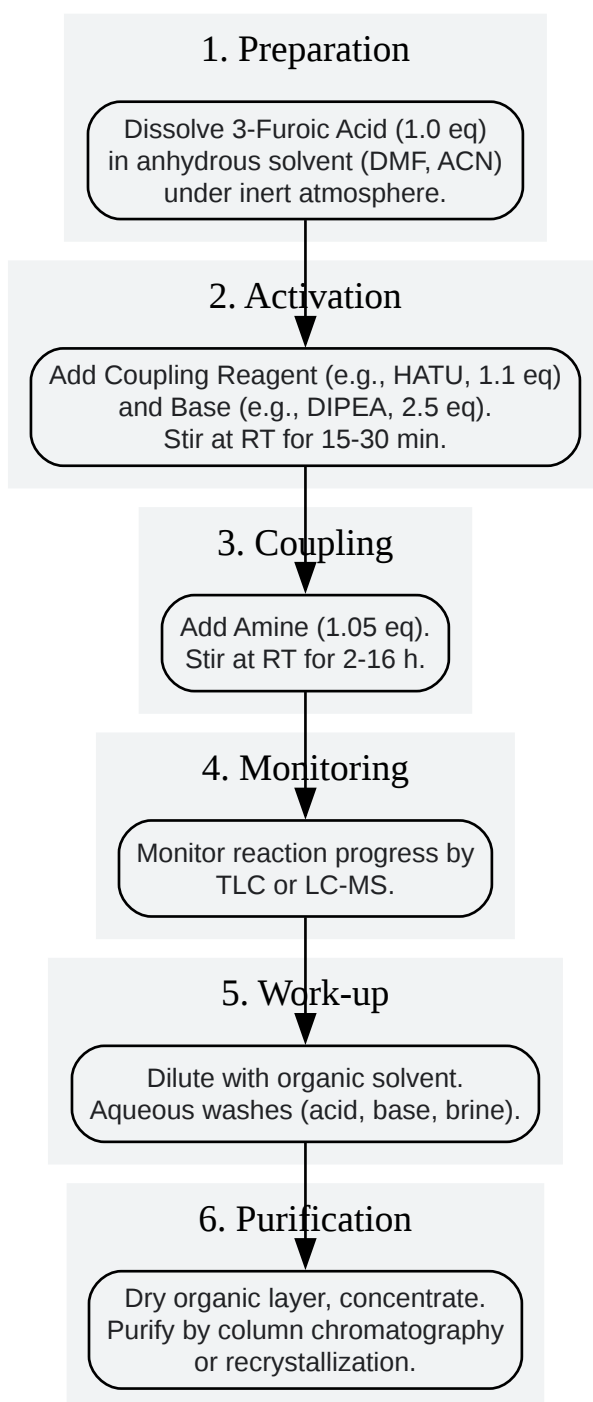 1. Preparation
Dissolve 3-Furoic Acid (1.0 eq)
in anhydrous solvent (DMF, ACN)
under inert atmosphere.
2. Activation
Add Coupling Reagent (e.g., HATU, 1.1 eq)
and Base (e.g., DIPEA, 2.5 eq).
Stir at RT for 15-30 min.
3. Coupling
Add Amine (1.05 eq).
Stir at RT for 2-16 h.
4. Monitoring
Monitor reaction progress by
TLC or LC-MS.
5. Work-up
Dilute with organic solvent.
Aqueous washes (acid, base, brine).
6. Purification
Dry organic layer, concentrate.
Purify by column chromatography
or recrystallization.